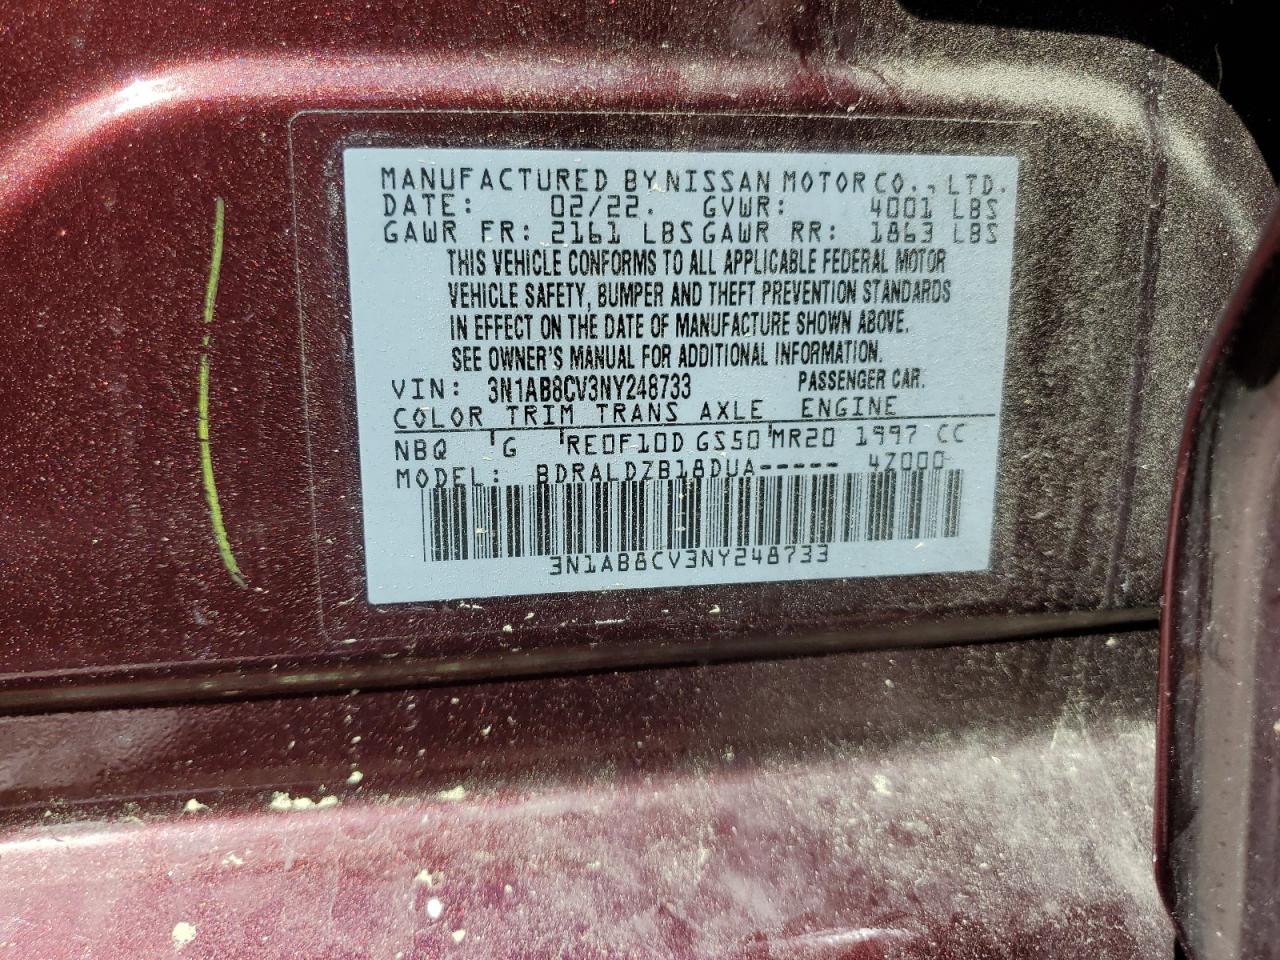 MANUFACTURED BY NISSAN MOTOR CO., LTD.
DATE: 02/22. GVWR: 4001 LBS
GAWR FR: 2161 LBS GAWR RR: 1863 LBS
THIS VEHICLE CONFORMS TO ALL APPLICABLE FEDERAL MOTOR
VEHICLE SAFETY, BUMPER AND THEFT PREVENTION STANDARDS
IN EFFECT ON THE DATE OF MANUFACTURE SHOWN ABOVE.
SEE OWNER'S MANUAL FOR ADDITIONAL INFORMATION.
VIN: 3N1AB8CV3NY248733 PASSENGER CAR.
COLOR TRIM TRANS AXLE ENGINE
NBQ G RE0F10D GS50 MR20 1997 CC
MODEL: BDRALDZB18DUA----- 4Z000
3N1AB8CV3NY248733